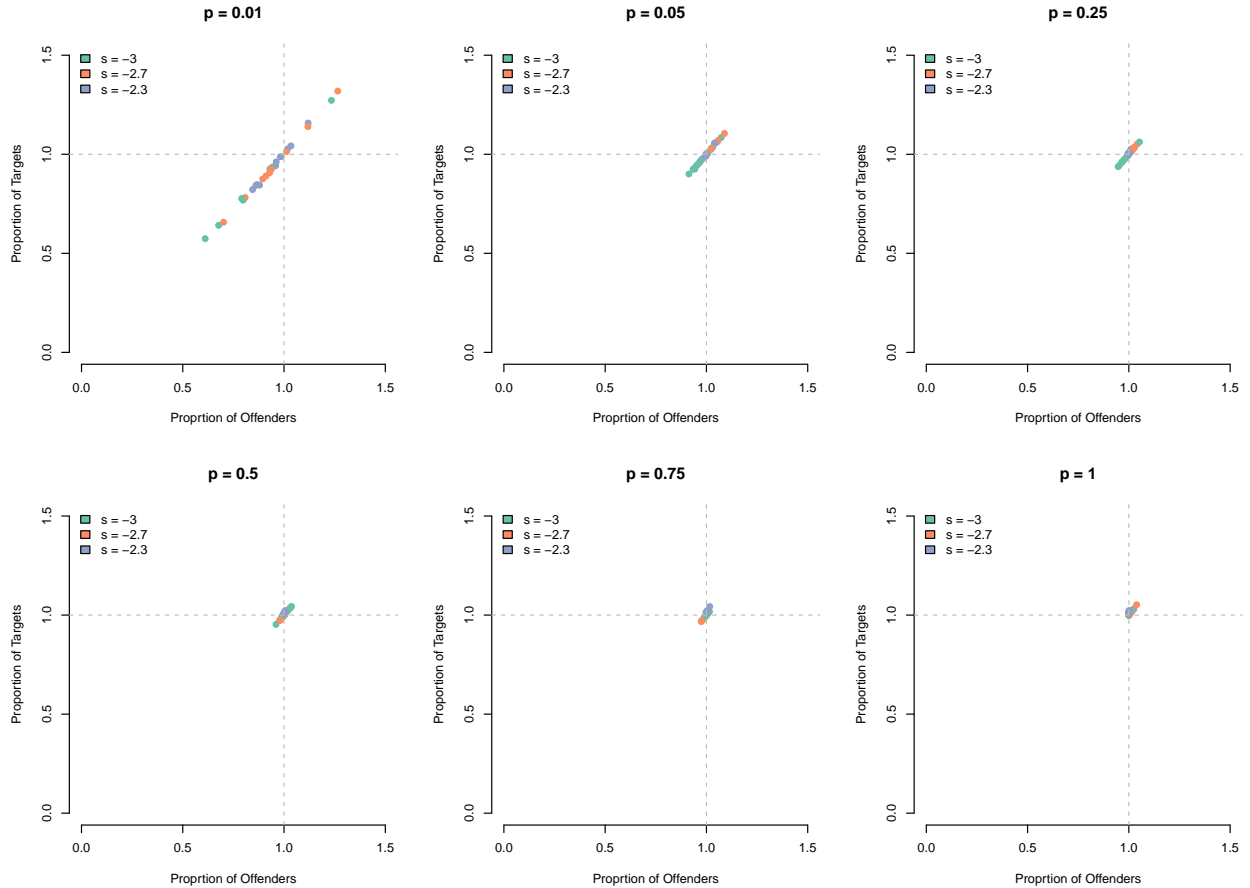 p = 0.01
s = −3
s = −2.7
s = −2.3
Proportion of Targets
0.0 0.5 1.0 1.5
0.0 0.5 1.0 1.5
Proprtion of Offenders
p = 0.05
s = −3
s = −2.7
s = −2.3
Proportion of Targets
0.0 0.5 1.0 1.5
0.0 0.5 1.0 1.5
Proprtion of Offenders
p = 0.25
s = −3
s = −2.7
s = −2.3
Proportion of Targets
0.0 0.5 1.0 1.5
0.0 0.5 1.0 1.5
Proprtion of Offenders
p = 0.5
s = −3
s = −2.7
s = −2.3
Proportion of Targets
0.0 0.5 1.0 1.5
0.0 0.5 1.0 1.5
Proprtion of Offenders
p = 0.75
s = −3
s = −2.7
s = −2.3
Proportion of Targets
0.0 0.5 1.0 1.5
0.0 0.5 1.0 1.5
Proprtion of Offenders
p = 1
s = −3
s = −2.7
s = −2.3
Proportion of Targets
0.0 0.5 1.0 1.5
0.0 0.5 1.0 1.5
Proprtion of Offenders